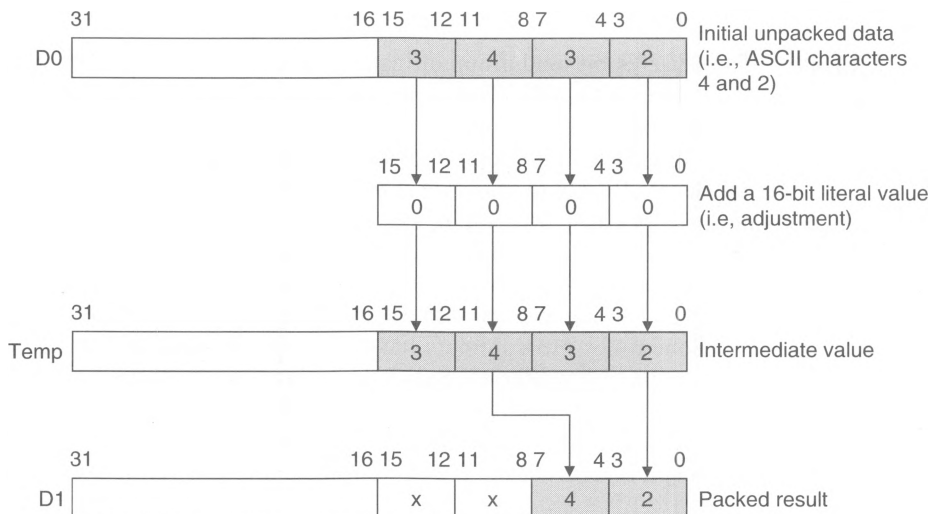 31 16 15 12 11 8 7 4 3 0
D0 3 4 3 2
Initial unpacked data
(i.e., ASCII characters
4 and 2)
15 12 11 8 7 4 3 0
0 0 0 0
Add a 16-bit literal value
(i.e, adjustment)
31 16 15 12 11 8 7 4 3 0
Temp 3 4 3 2 Intermediate value
31 16 15 12 11 8 7 4 3 0
D1 x x 4 2 Packed result